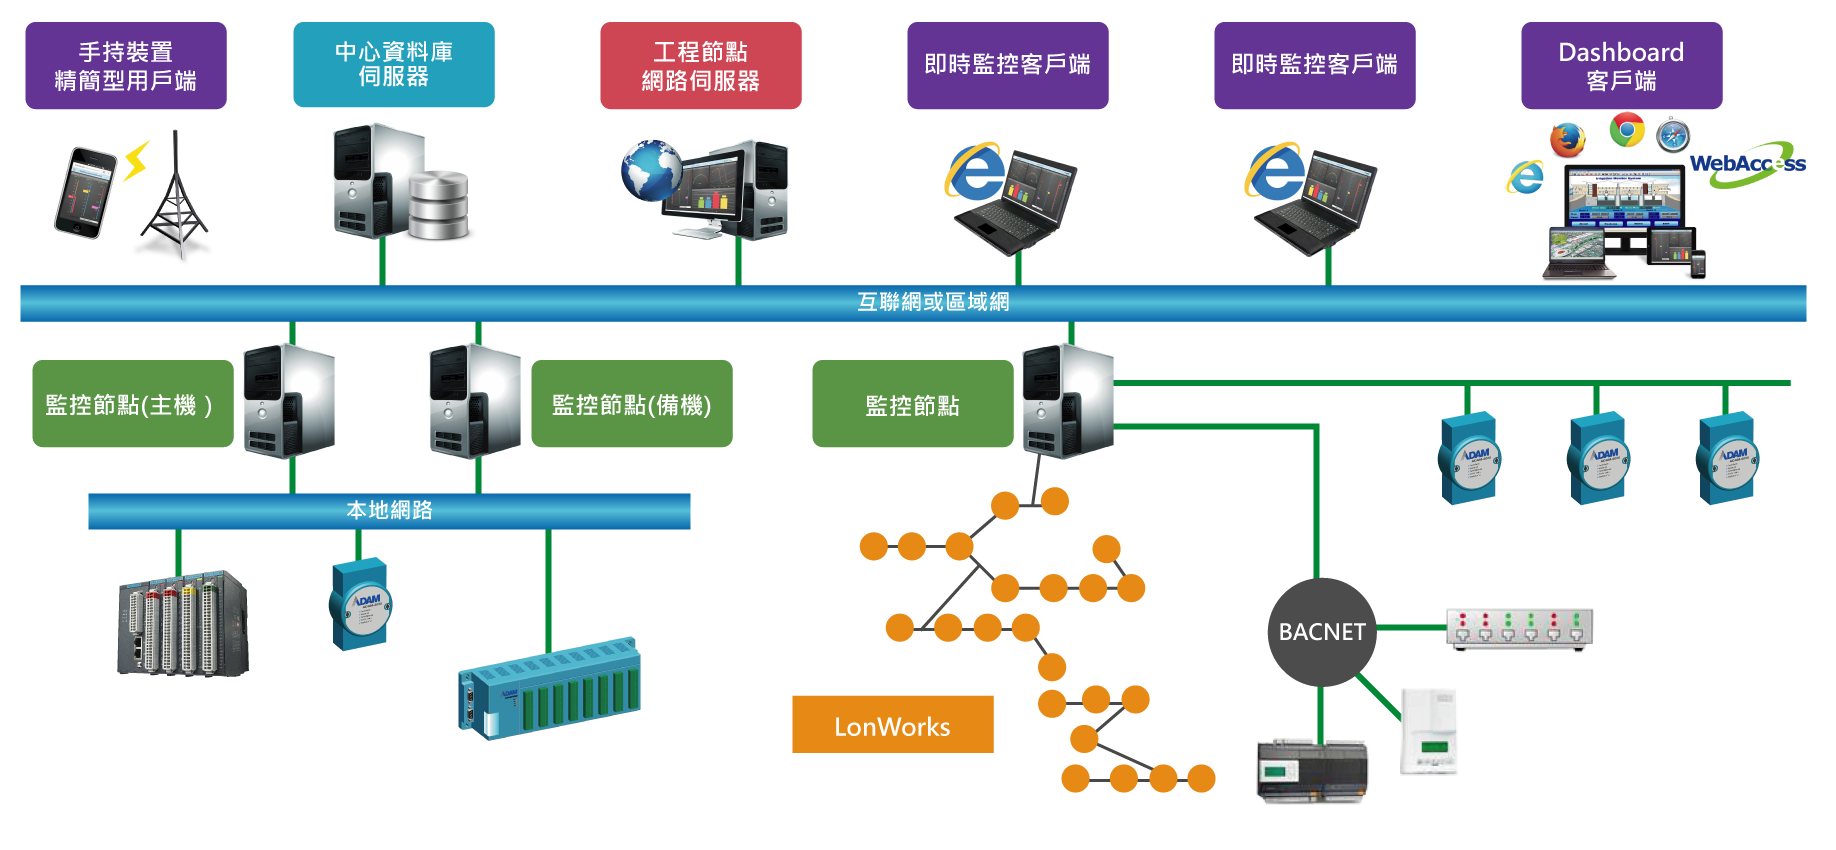 手持裝置
精簡型用戶端
中心資料庫
伺服器
工程節點
網路伺服器
即時監控客戶端
即時監控客戶端
Dashboard
客戶端
WebAccess
互聯網或區域網
監控節點(主機 )
監控節點(備機)
監控節點
ADAM
ADAM
ADAM
本地網路
ADAM
ADAM
BACNET
LonWorks